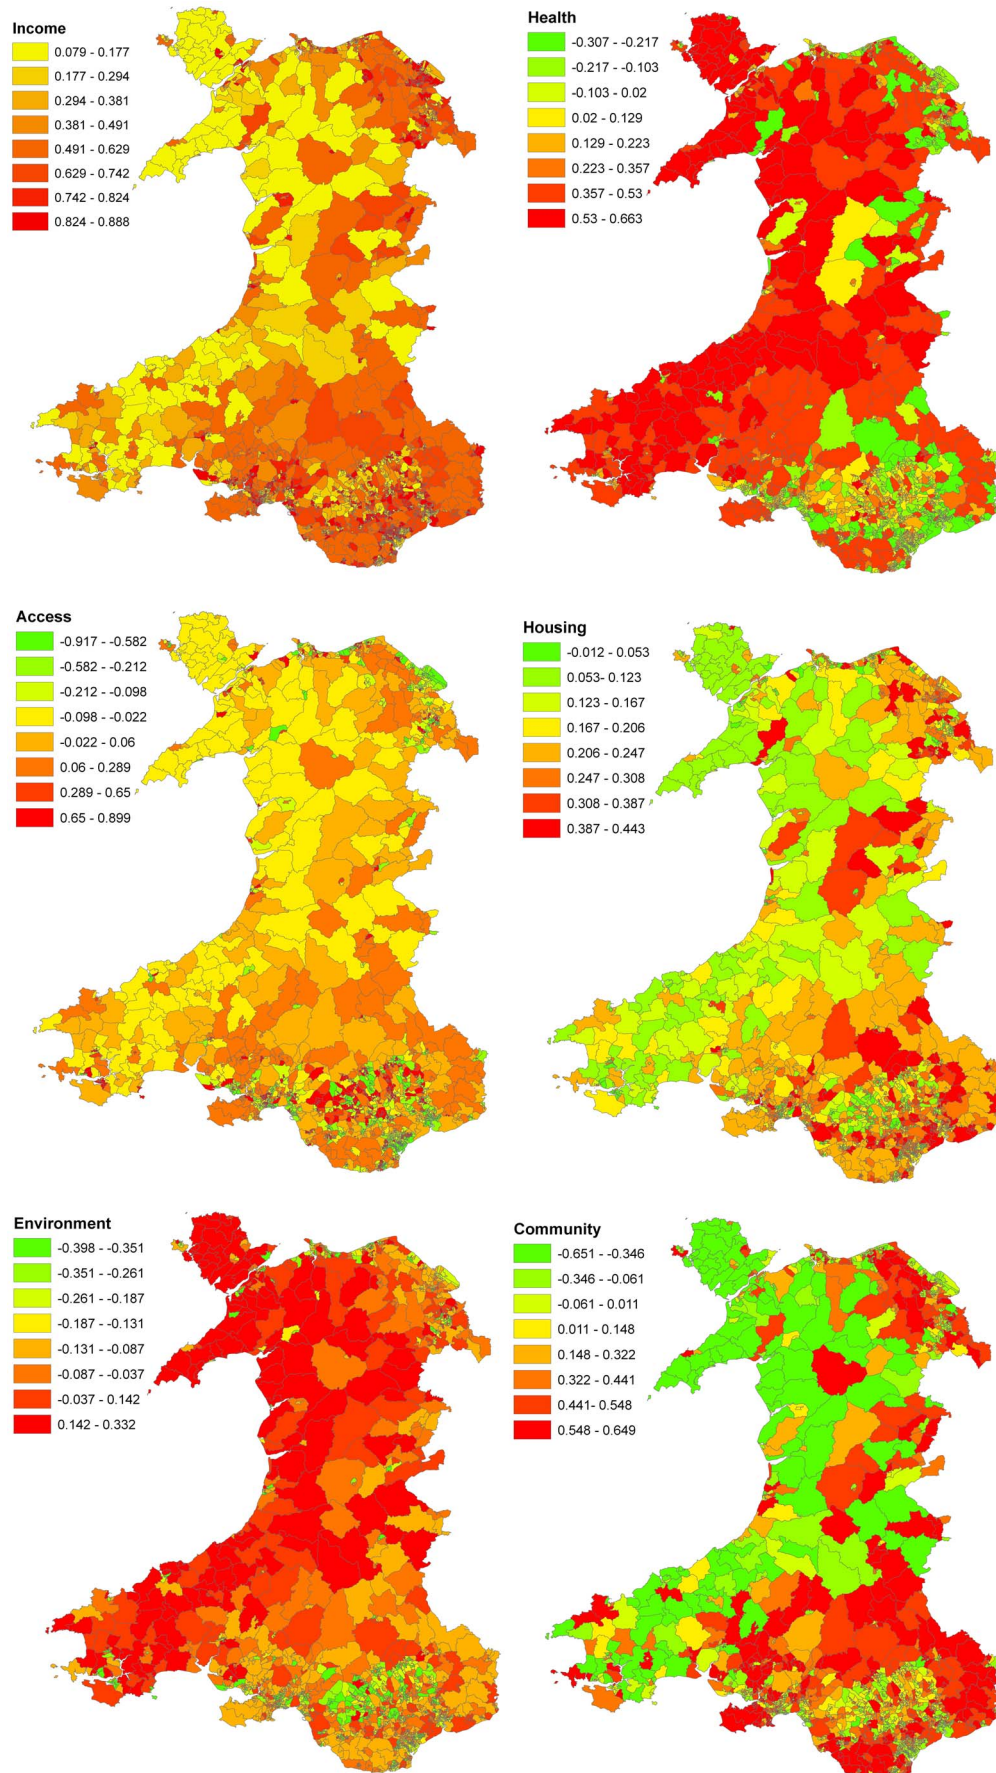 Income
0.079 - 0.177
0.177 - 0.294
0.294 - 0.381
0.381 - 0.491
0.491 - 0.629
0.629 - 0.742
0.742 - 0.824
0.824 - 0.888
Health
-0.307 - -0.217
-0.217 - -0.103
-0.103 - 0.02
0.02 - 0.129
0.129 - 0.223
0.223 - 0.357
0.357 - 0.53
0.53 - 0.663
Access
-0.917 - -0.582
-0.582 - -0.212
-0.212 - -0.098
-0.098 - -0.022
-0.022 - 0.06
0.06 - 0.289
0.289 - 0.65
0.65 - 0.899
Housing
-0.012 - 0.053
0.053 - 0.123
0.123 - 0.167
0.167 - 0.206
0.206 - 0.247
0.247 - 0.308
0.308 - 0.387
0.387 - 0.443
Environment
-0.398 - -0.351
-0.351 - -0.261
-0.261 - -0.187
-0.187 - -0.131
-0.131 - -0.087
-0.087 - -0.037
-0.037 - 0.142
0.142 - 0.332
Community
-0.651 - -0.346
-0.346 - -0.061
-0.061 - 0.011
0.011 - 0.148
0.148 - 0.322
0.322 - 0.441
0.441- 0.548
0.548 - 0.649